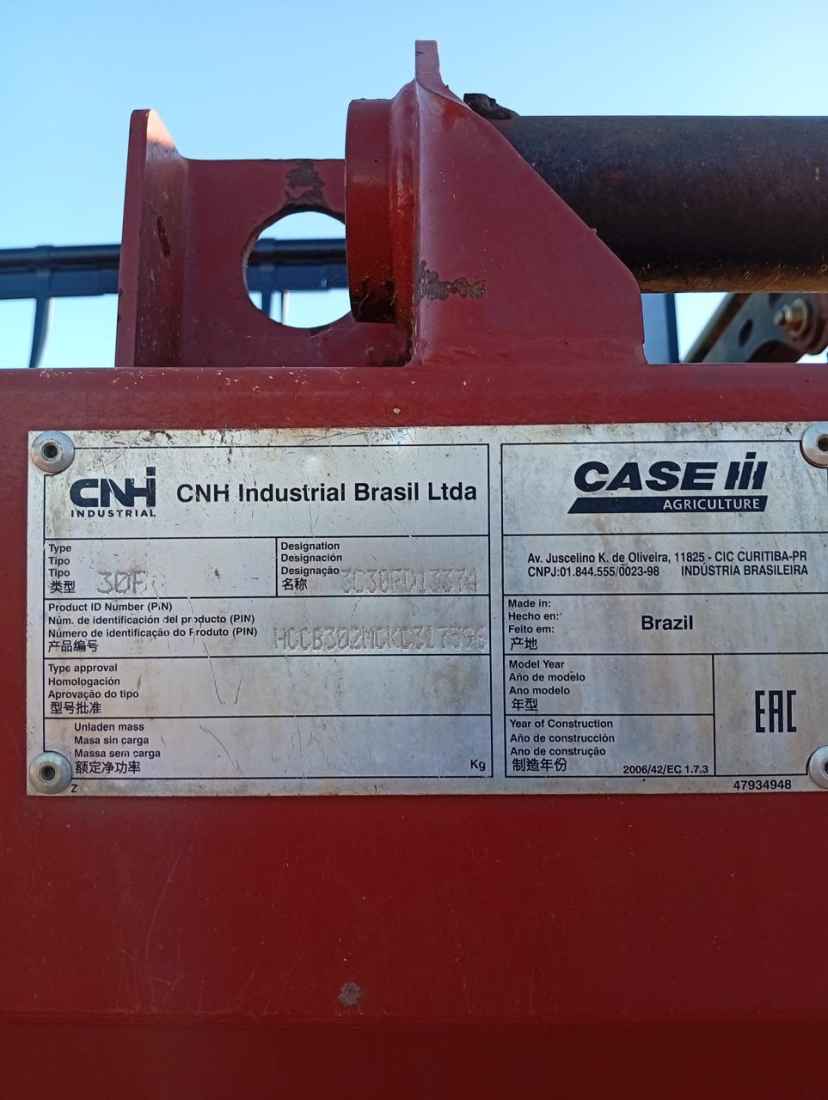 CNH
INDUSTRIAL
CNH Industrial Brasil Ltda
Type
Tipo
Tipo
类型
Designation
Designación
Designação
名称
Product ID Number (PIN)
Núm. de identificación del producto (PIN)
Número de identificação do Produto (PIN)
产品编号
Type approval
Homologación
Aprovação do tipo
型号批准
Unladen mass
Masa sin carga
Massa sem carga
额定净功率
Kg
Z
CASE IH
AGRICULTURE
Av. Juscelino K. de Oliveira, 11825 - CIC CURITIBA-PR
CNPJ:01.844.555/0023-98 INDÚSTRIA BRASILEIRA
Made in:
Hecho en:
Feito em:
产地
Brazil
Model Year
Año de modelo
Ano modelo
年型
Year of Construction
Año de construcción
Ano de construção
制造年份
2006/42/EC 1.7.3
EAC
47934948